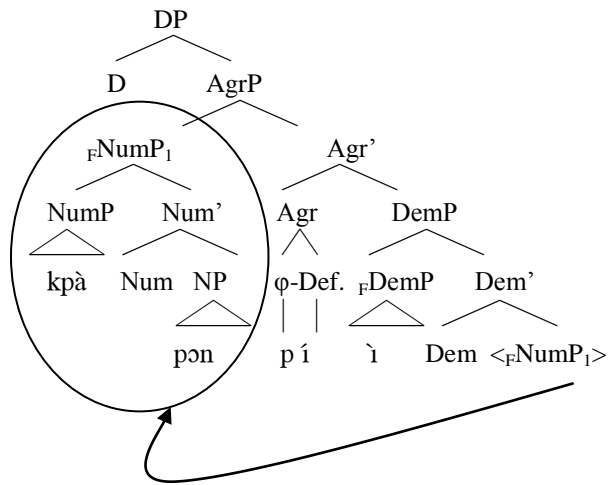 DP
D AgrP
FNumP1 Agr’
NumP Num’ Agr DemP
kpà Num NP φ-Def. FDemP Dem’
pɔn p í `ì Dem <FNumP1>